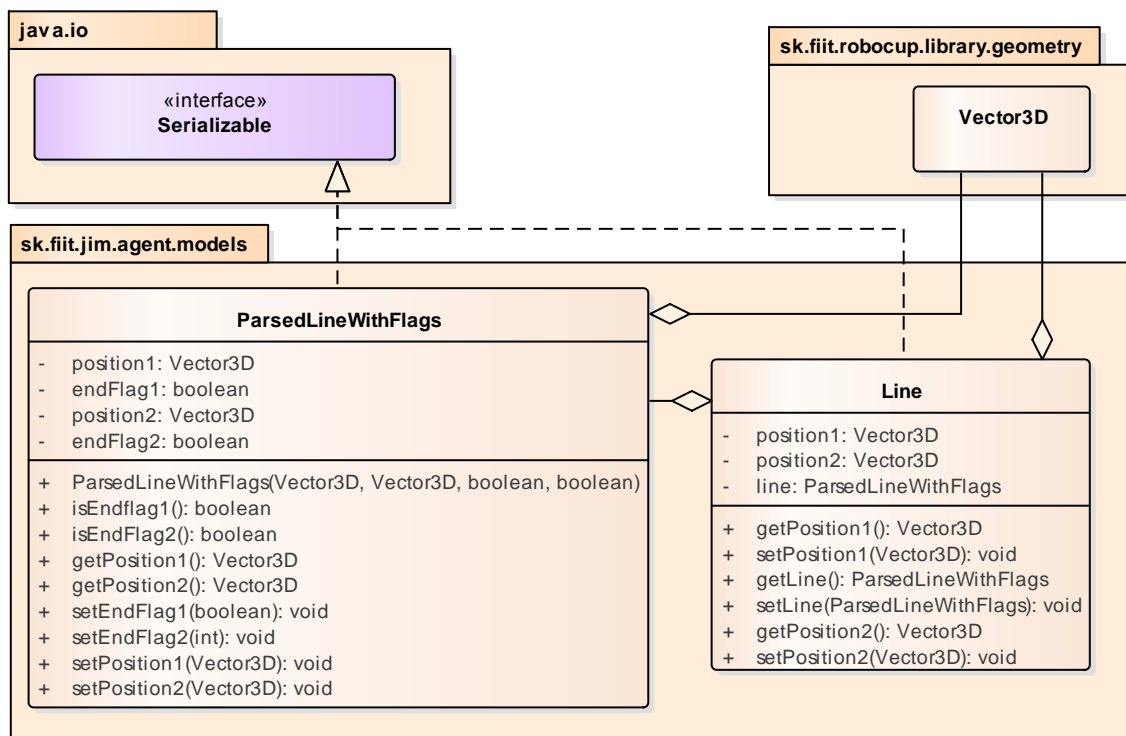 java.io
«interface»
Serializable
sk.fiit.robocup.library.geometry
Vector3D
sk.fiit.jim.agent.models
ParsedLineWithFlags
- position1: Vector3D
- endFlag1: boolean
- position2: Vector3D
- endFlag2: boolean
+ ParsedLineWithFlags(Vector3D, Vector3D, boolean, boolean)
+ isEndflag1(): boolean
+ isEndFlag2(): boolean
+ getPosition1(): Vector3D
+ getPosition2(): Vector3D
+ setEndFlag1(boolean): void
+ setEndFlag2(int): void
+ setPosition1(Vector3D): void
+ setPosition2(Vector3D): void
Line
- position1: Vector3D
- position2: Vector3D
- line: ParsedLineWithFlags
+ getPosition1(): Vector3D
+ setPosition1(Vector3D): void
+ getLine(): ParsedLineWithFlags
+ setLine(ParsedLineWithFlags): void
+ getPosition2(): Vector3D
+ setPosition2(Vector3D): void